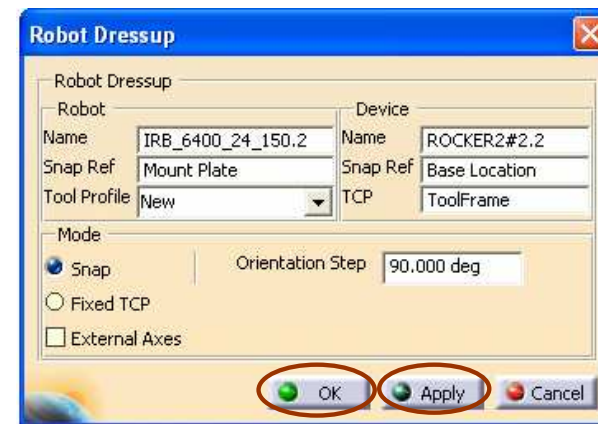 Robot Dressup
Robot Dressup
Robot
Device
Name IRB_6400_24_150.2 Name ROCKER2#2.2
Snap Ref Mount Plate Snap Ref Base Location
Tool Profile New TCP ToolFrame
Mode
Snap Orientation Step 90.000 deg
Fixed TCP
External Axes
OK Apply Cancel